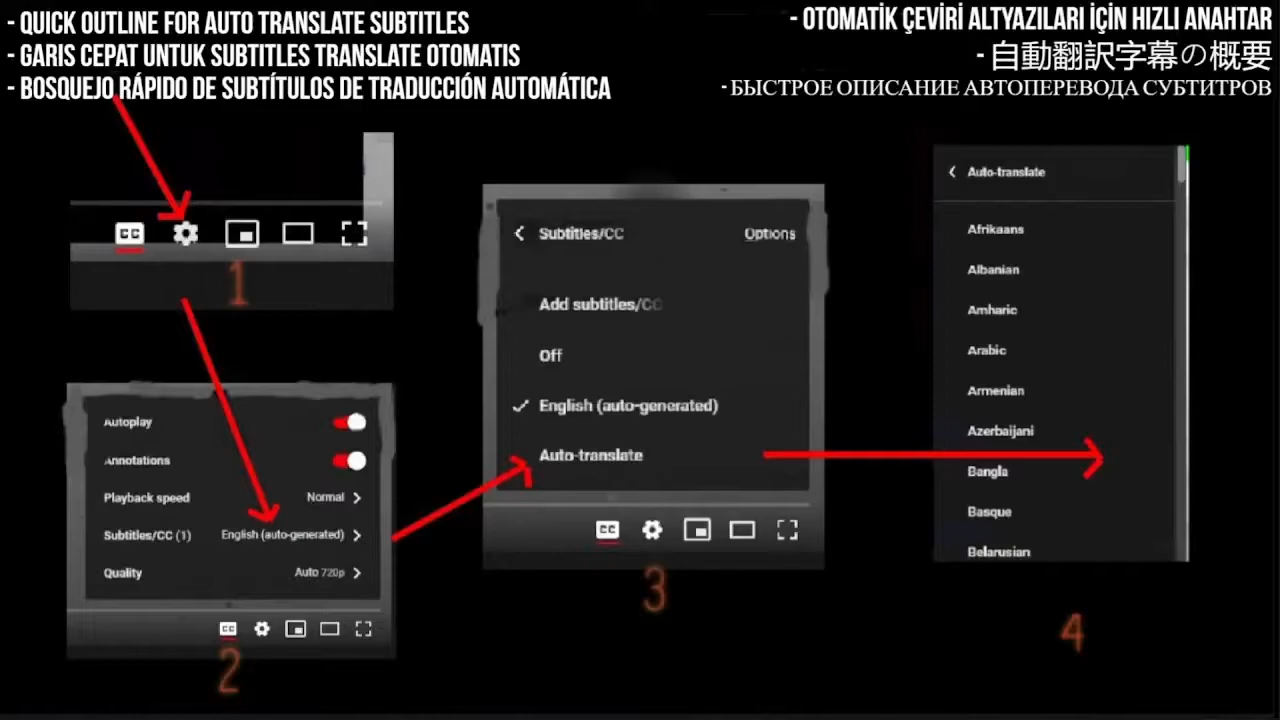 - QUICK OUTLINE FOR AUTO TRANSLATE SUBTITLES
- GARIS CEPAT UNTUK SUBTITLES TRANSLATE OTOMATIS
- BOSQUEJO RÁPIDO DE SUBTÍTULOS DE TRADUCCIÓN AUTOMÁTICA
- OTOMATİK ÇEVİRİ ALTYAZILARI İÇİN HIZLI ANAHTAR
- 自動翻訳字幕の概要
- БЫСТРОЕ ОПИСАНИЕ АВТОПЕРЕВОДА СУБТИТРОВ
CC
1
Autoplay
Annotations
Playback speed Normal
Subtitles/CC (1) English (auto-generated)
Quality Auto 720p
CC
2
Subtitles/CC Options
Add subtitles/CC
Off
English (auto-generated)
Auto-translate
CC
3
Auto-translate
Afrikaans
Albanian
Amharic
Arabic
Armenian
Azerbaijani
Bangla
Basque
Belarusian
4